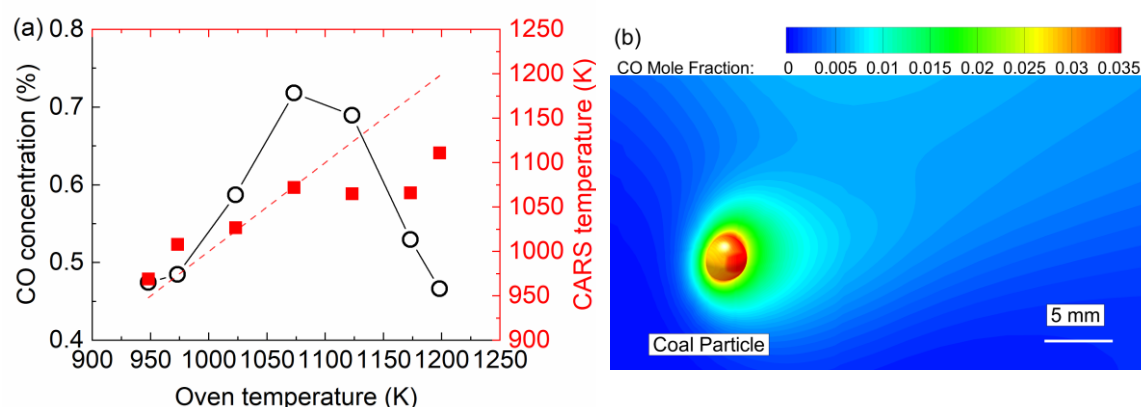 (a)
0.8
0.7
0.6
0.5
0.4
CO concentration (%)
900 950 1000 1050 1100 1150 1200 1250
Oven temperature (K)
1250
1200
1150
1100
1050
1000
950
900
CARS temperature (K)
(b)
CO Mole Fraction: 0 0.005 0.01 0.015 0.02 0.025 0.03 0.035
Coal Particle
5 mm